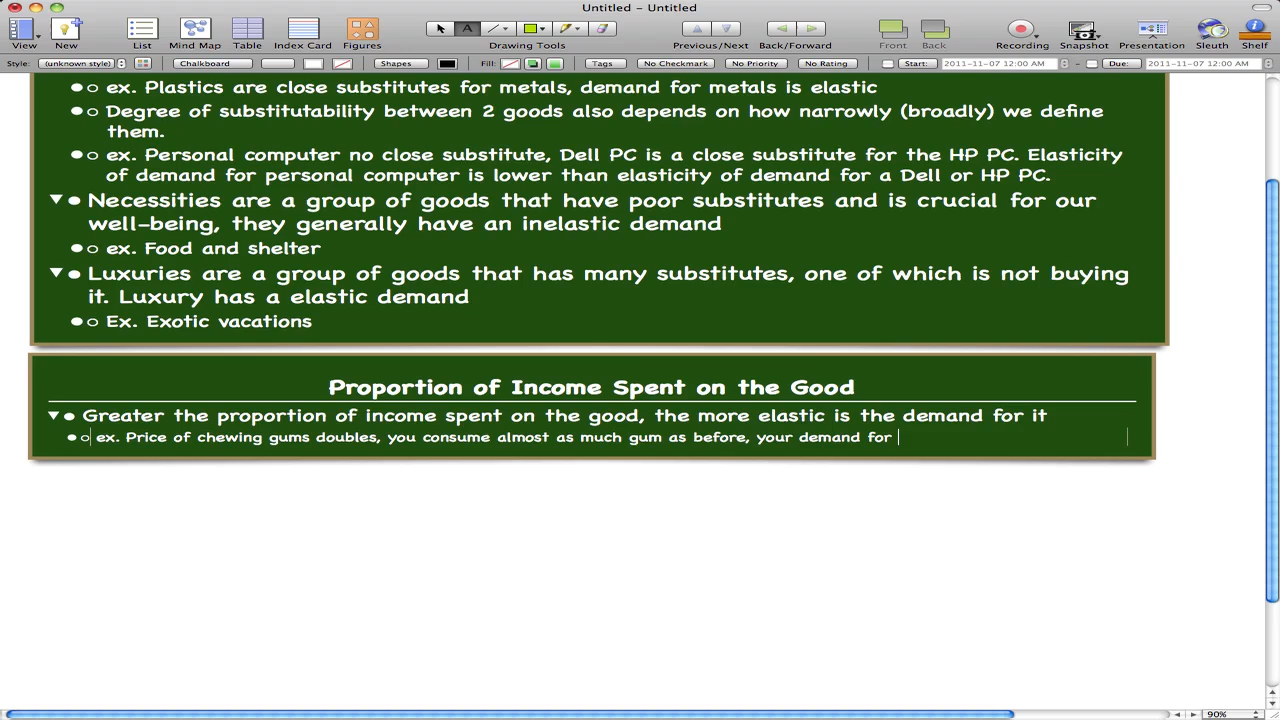 Untitled – Untitled
View New List Mind Map Table Index Card Figures Drawing Tools Previous/Next Back/Forward Front Back Recording Snapshot Presentation Sleuth Shelf
Style: (unknown style) Chalkboard Shapes Fill: Tags No Checkmark No Priority No Rating Start: 2011-11-07 12:00 AM – Due: 2011-11-07 12:00 AM
ex. Plastics are close substitutes for metals, demand for metals is elastic
Degree of substitutability between 2 goods also depends on how narrowly (broadly) we define
them.
ex. Personal computer no close substitute, Dell PC is a close substitute for the HP PC. Elasticity
of demand for personal computer is lower than elasticity of demand for a Dell or HP PC.
Necessities are a group of goods that have poor substitutes and is crucial for our
well-being, they generally have an inelastic demand
ex. Food and shelter
Luxuries are a group of goods that has many substitutes, one of which is not buying
it. Luxury has a elastic demand
Ex. Exotic vacations
Proportion of Income Spent on the Good
Greater the proportion of income spent on the good, the more elastic is the demand for it
ex. Price of chewing gums doubles, you consume almost as much gum as before, your demand for
90%